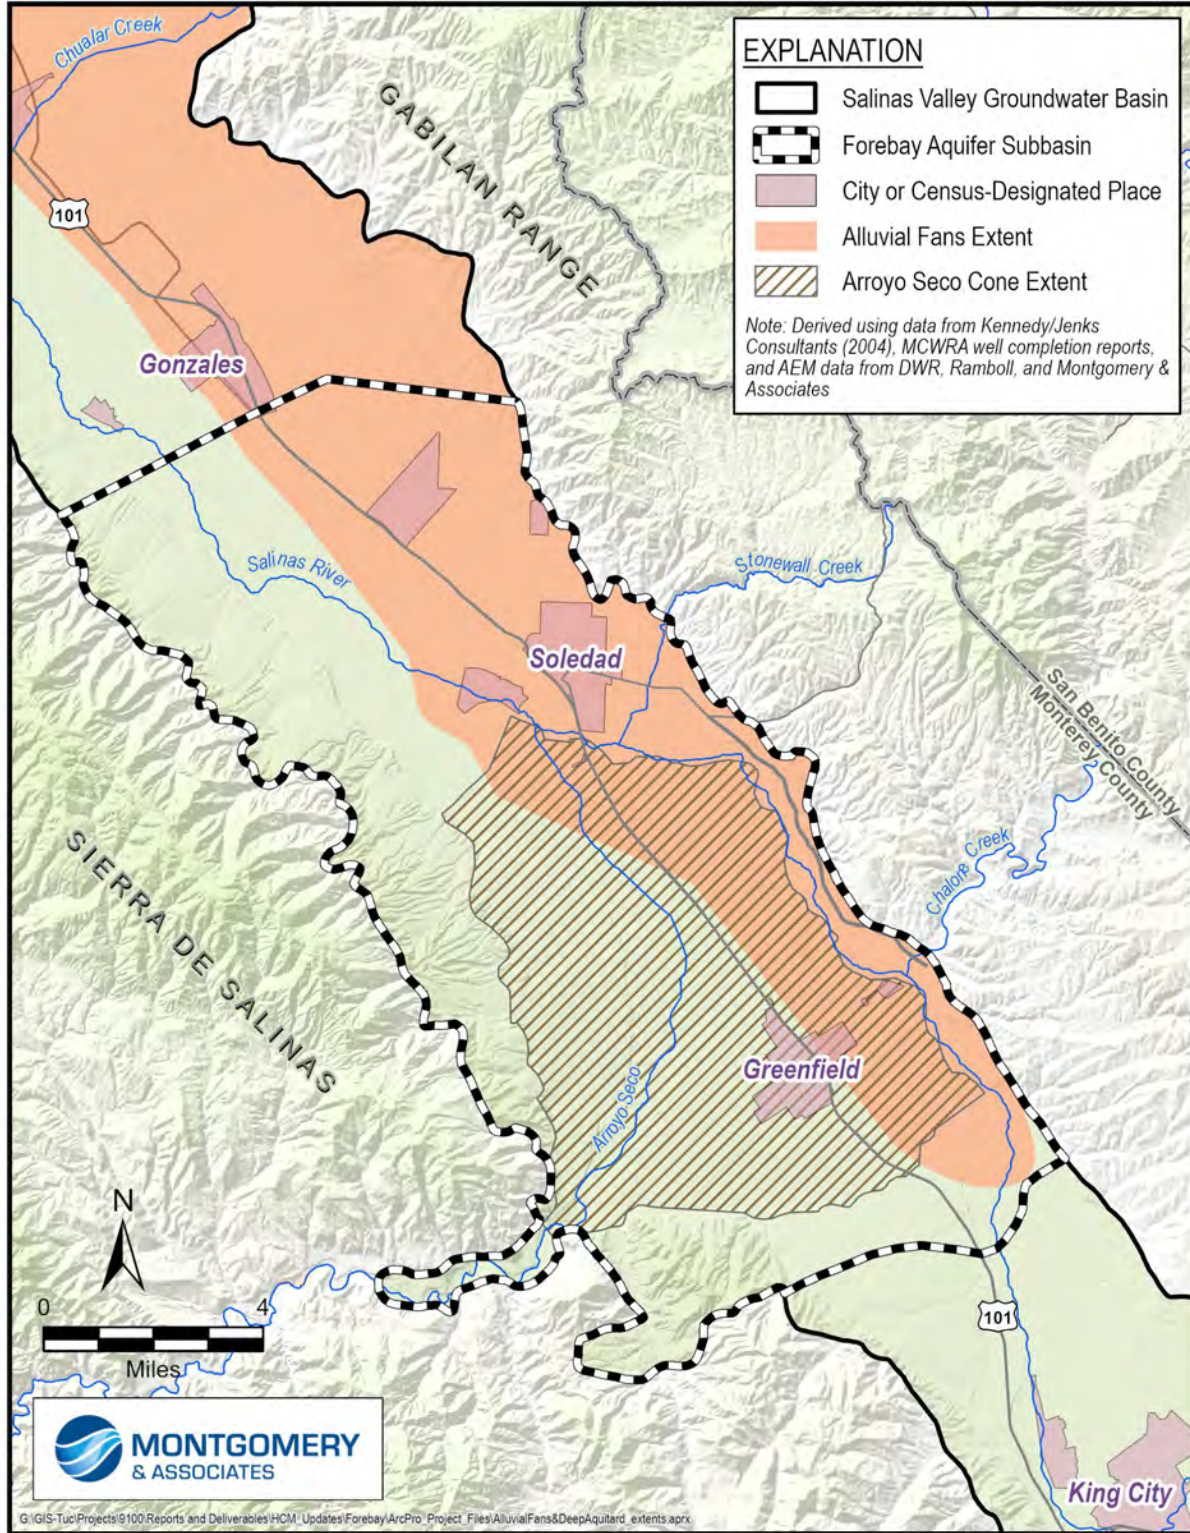 Chualar Creek
EXPLANATION
Salinas Valley Groundwater Basin
Forebay Aquifer Subbasin
City or Census-Designated Place
Alluvial Fans Extent
Arroyo Seco Cone Extent
Note: Derived using data from Kennedy/Jenks
Consultants (2004), MCWRA well completion reports,
and AEM data from DWR, Ramboll, and Montgomery &
Associates
GABILAN RANGE
101
Gonzales
Salinas River
Stonewall Creek
Soledad
San Benito County
Monterey County
Chalone Creek
SIERRA DE SALINAS
Greenfield
Arroyo Seco
N
0 4
Miles
101
MONTGOMERY
& ASSOCIATES
King City
G:\GIS-Tuc\Projects\9100\Reports and Deliverables\HCM_Updates\Forebay\ArcPro_Project_Files\AlluvialFans&DeepAquitard_extents.aprx